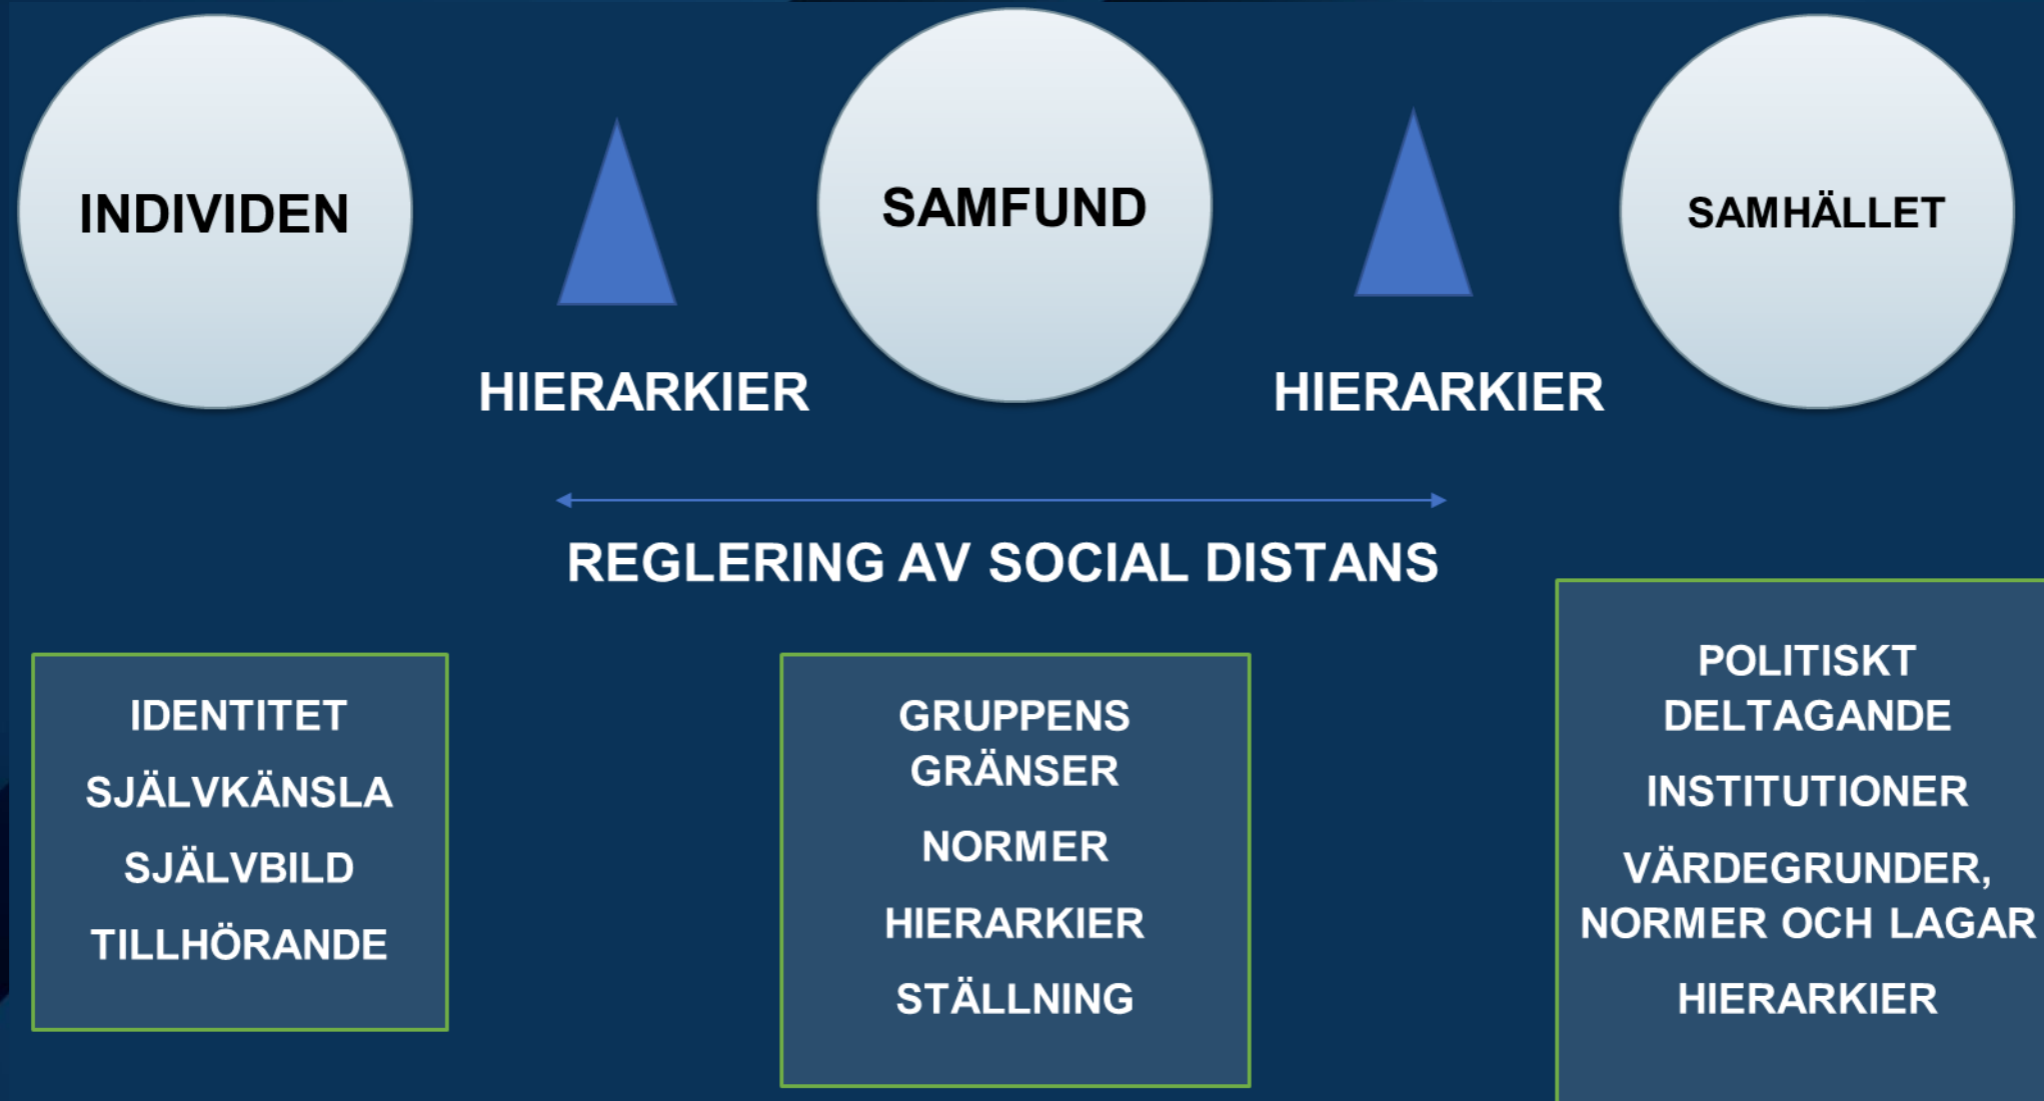 INDIVIDEN
SAMFUND
SAMHÄLLET
HIERARKIER
HIERARKIER
REGLERING AV SOCIAL DISTANS
IDENTITET
SJÄLVKÄNSLA
SJÄLVBILD
TILLHÖRANDE
GRUPPENS
GRÄNSER
NORMER
HIERARKIER
STÄLLNING
POLITISKT
DELTAGANDE
INSTITUTIONER
VÄRDEGRUNDER,
NORMER OCH LAGAR
HIERARKIER